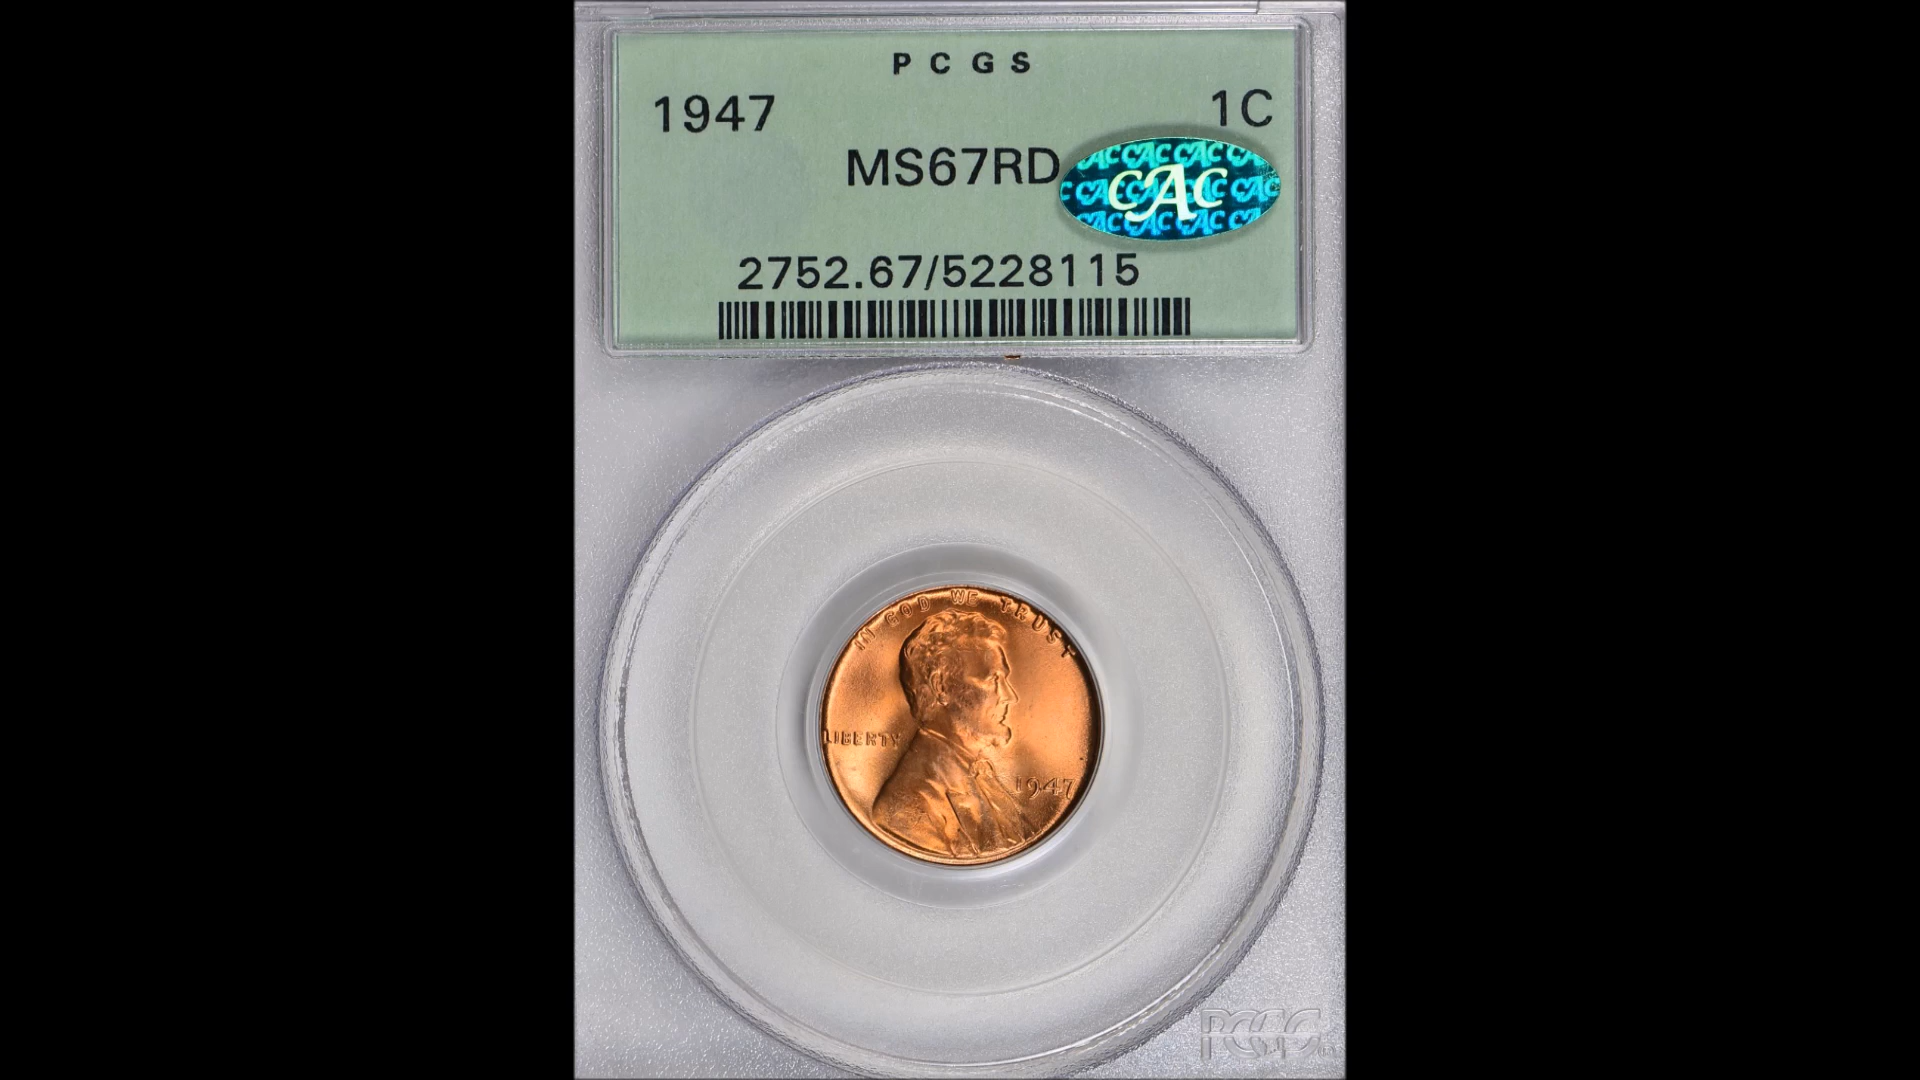 PCGS
1947 1C
MS67RD
CAC
2752.67/5228115
IN GOD WE TRUST
LIBERTY
1947
PCGS